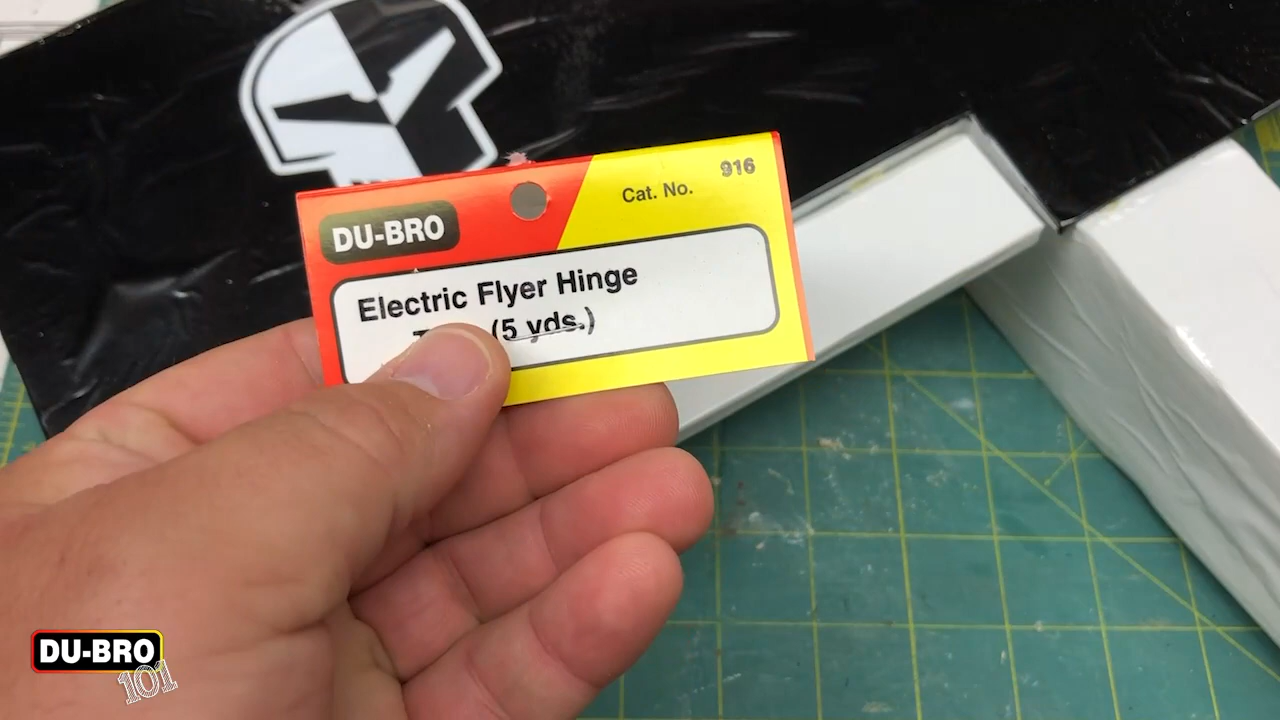 Cat. No. 916
DU-BRO
Electric Flyer Hinge
(5 yds.)
DU-BRO
101